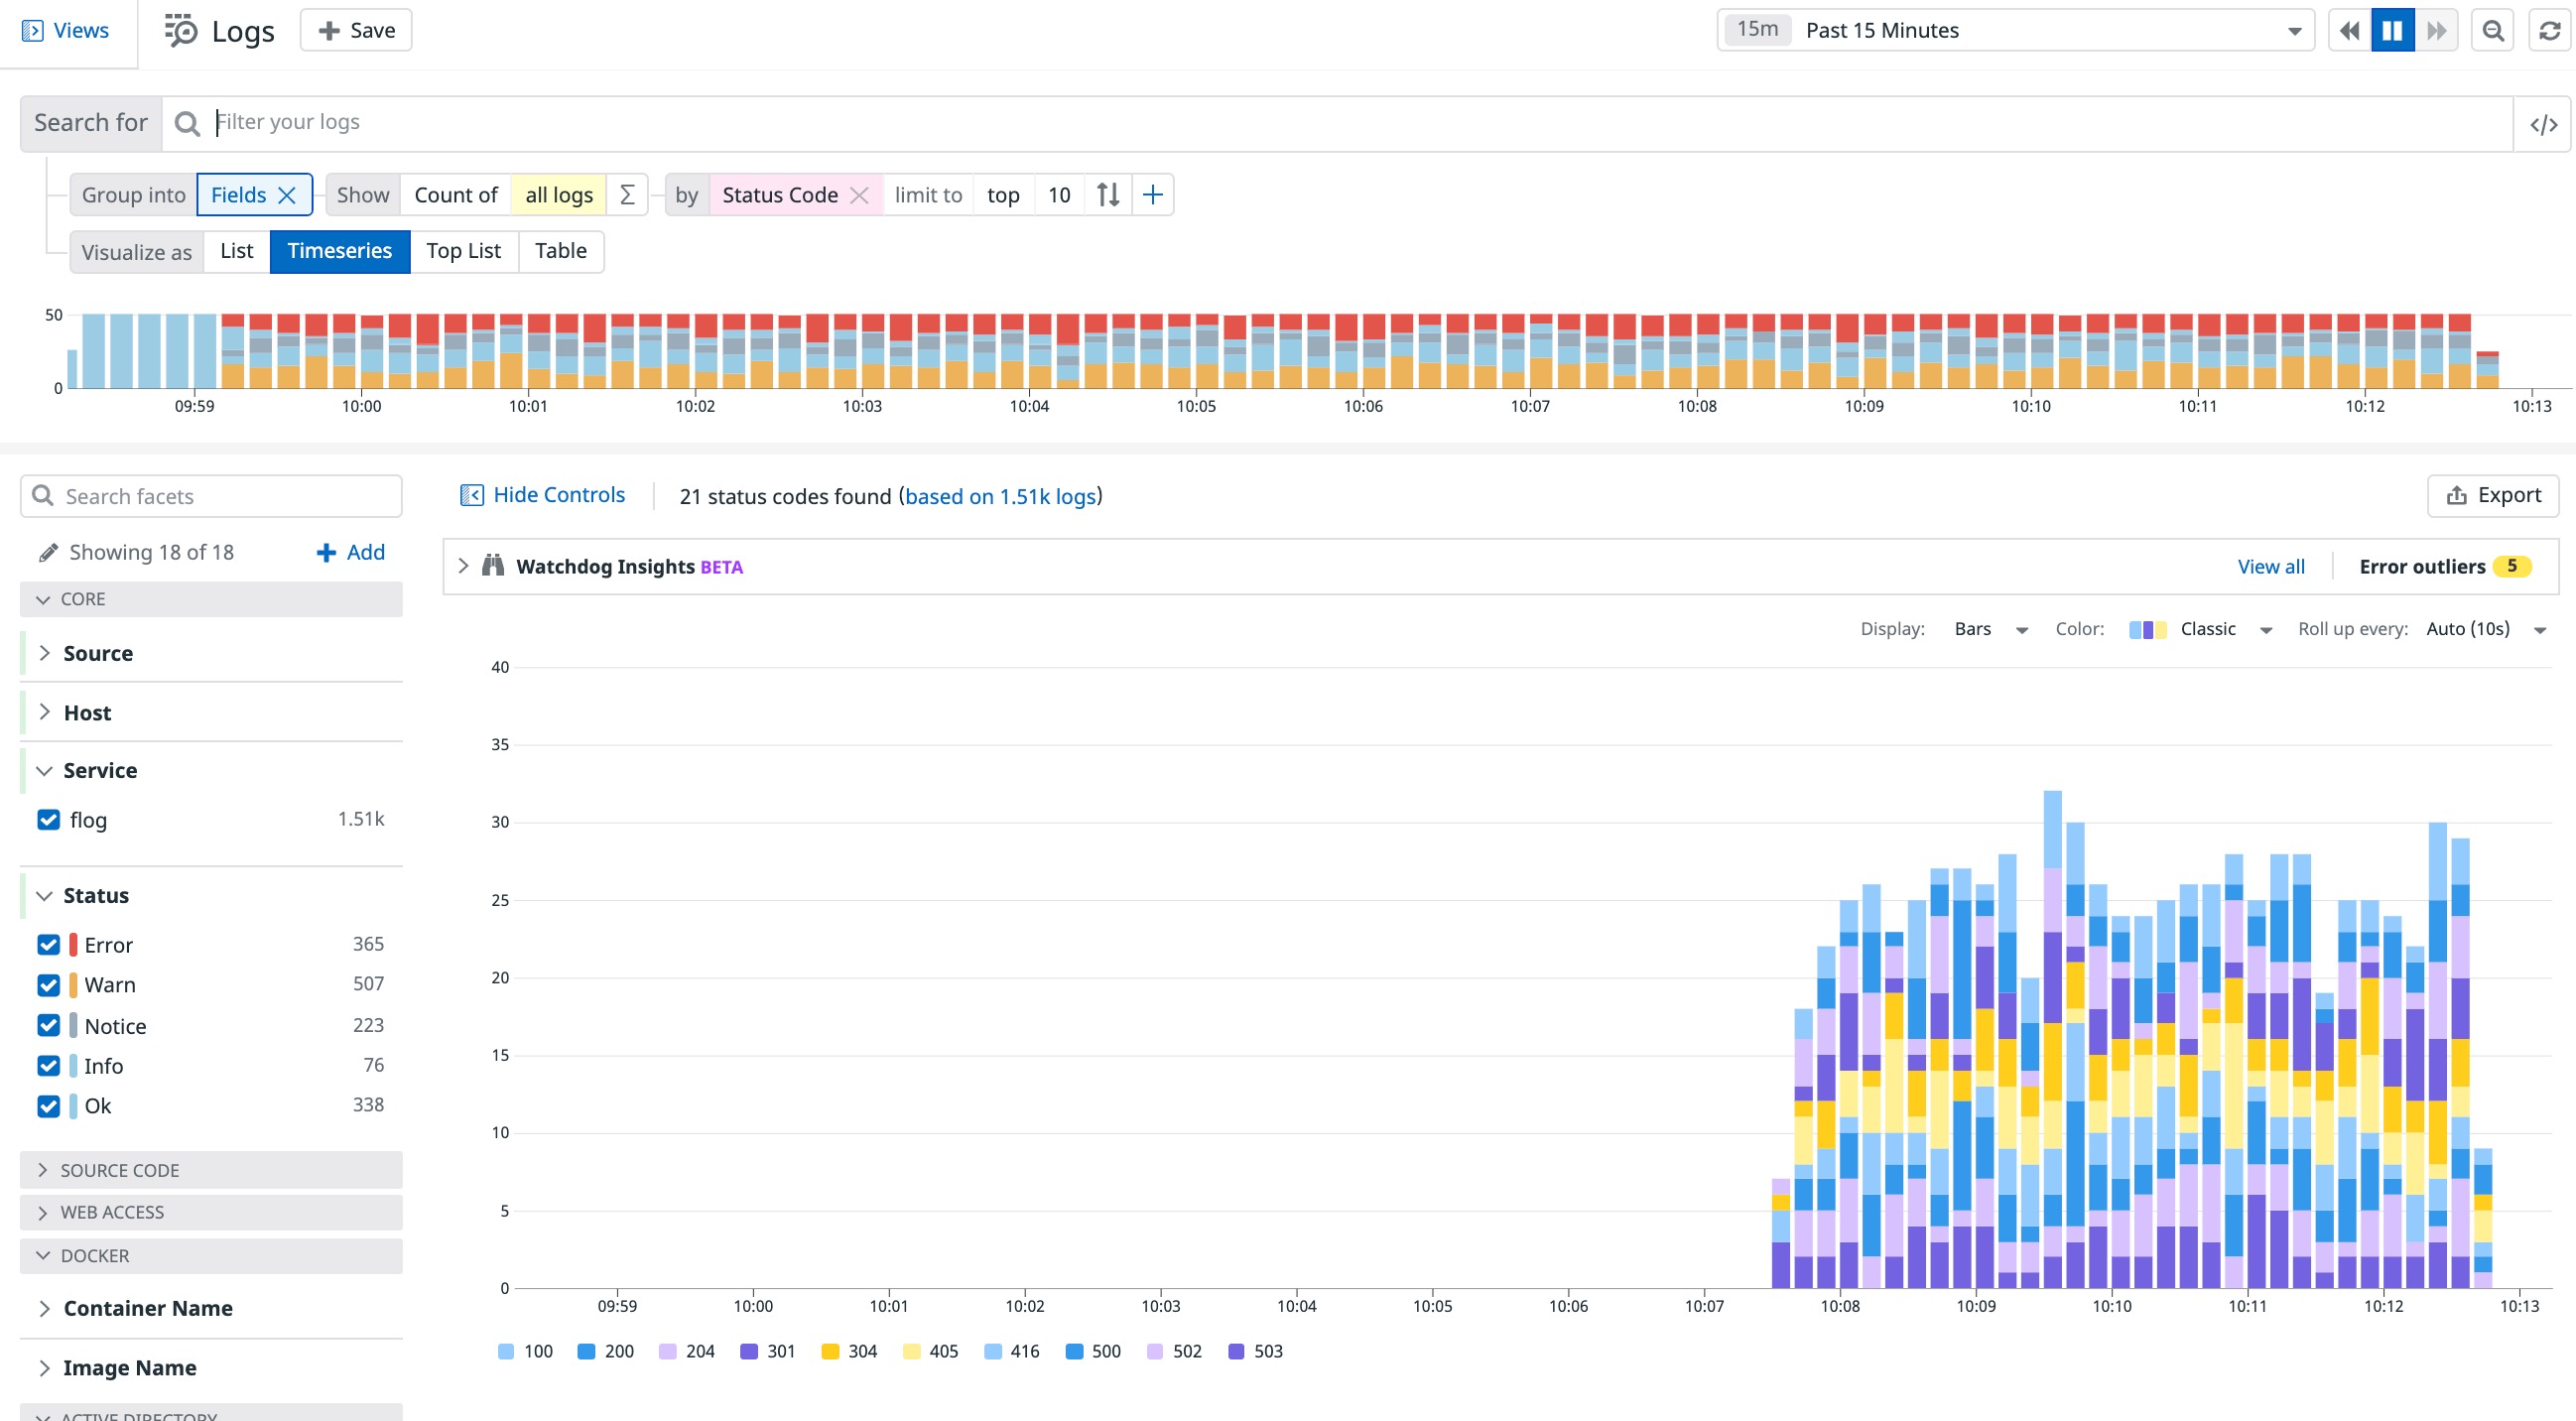 Views
Logs
Save
15m Past 15 Minutes
Search for Filter your logs
</>
Group into Fields Show Count of all logs Σ by Status Code limit to top 10
Visualize as List Timeseries Top List Table
50
0
09:59 10:00 10:01 10:02 10:03 10:04 10:05 10:06 10:07 10:08 10:09 10:10 10:11 10:12 10:13
Search facets
Showing 18 of 18 Add
CORE
Source
Host
Service
flog 1.51k
Status
Error 365
Warn 507
Notice 223
Info 76
Ok 338
SOURCE CODE
WEB ACCESS
DOCKER
Container Name
Image Name
ACTIVE DIRECTORY
Hide Controls 21 status codes found (based on 1.51k logs)
Export
Watchdog Insights BETA View all Error outliers 5
Display: Bars Color: Classic Roll up every: Auto (10s)
40
35
30
25
20
15
10
5
0
09:59 10:00 10:01 10:02 10:03 10:04 10:05 10:06 10:07 10:08 10:09 10:10 10:11 10:12 10:13
100 200 204 301 304 405 416 500 502 503